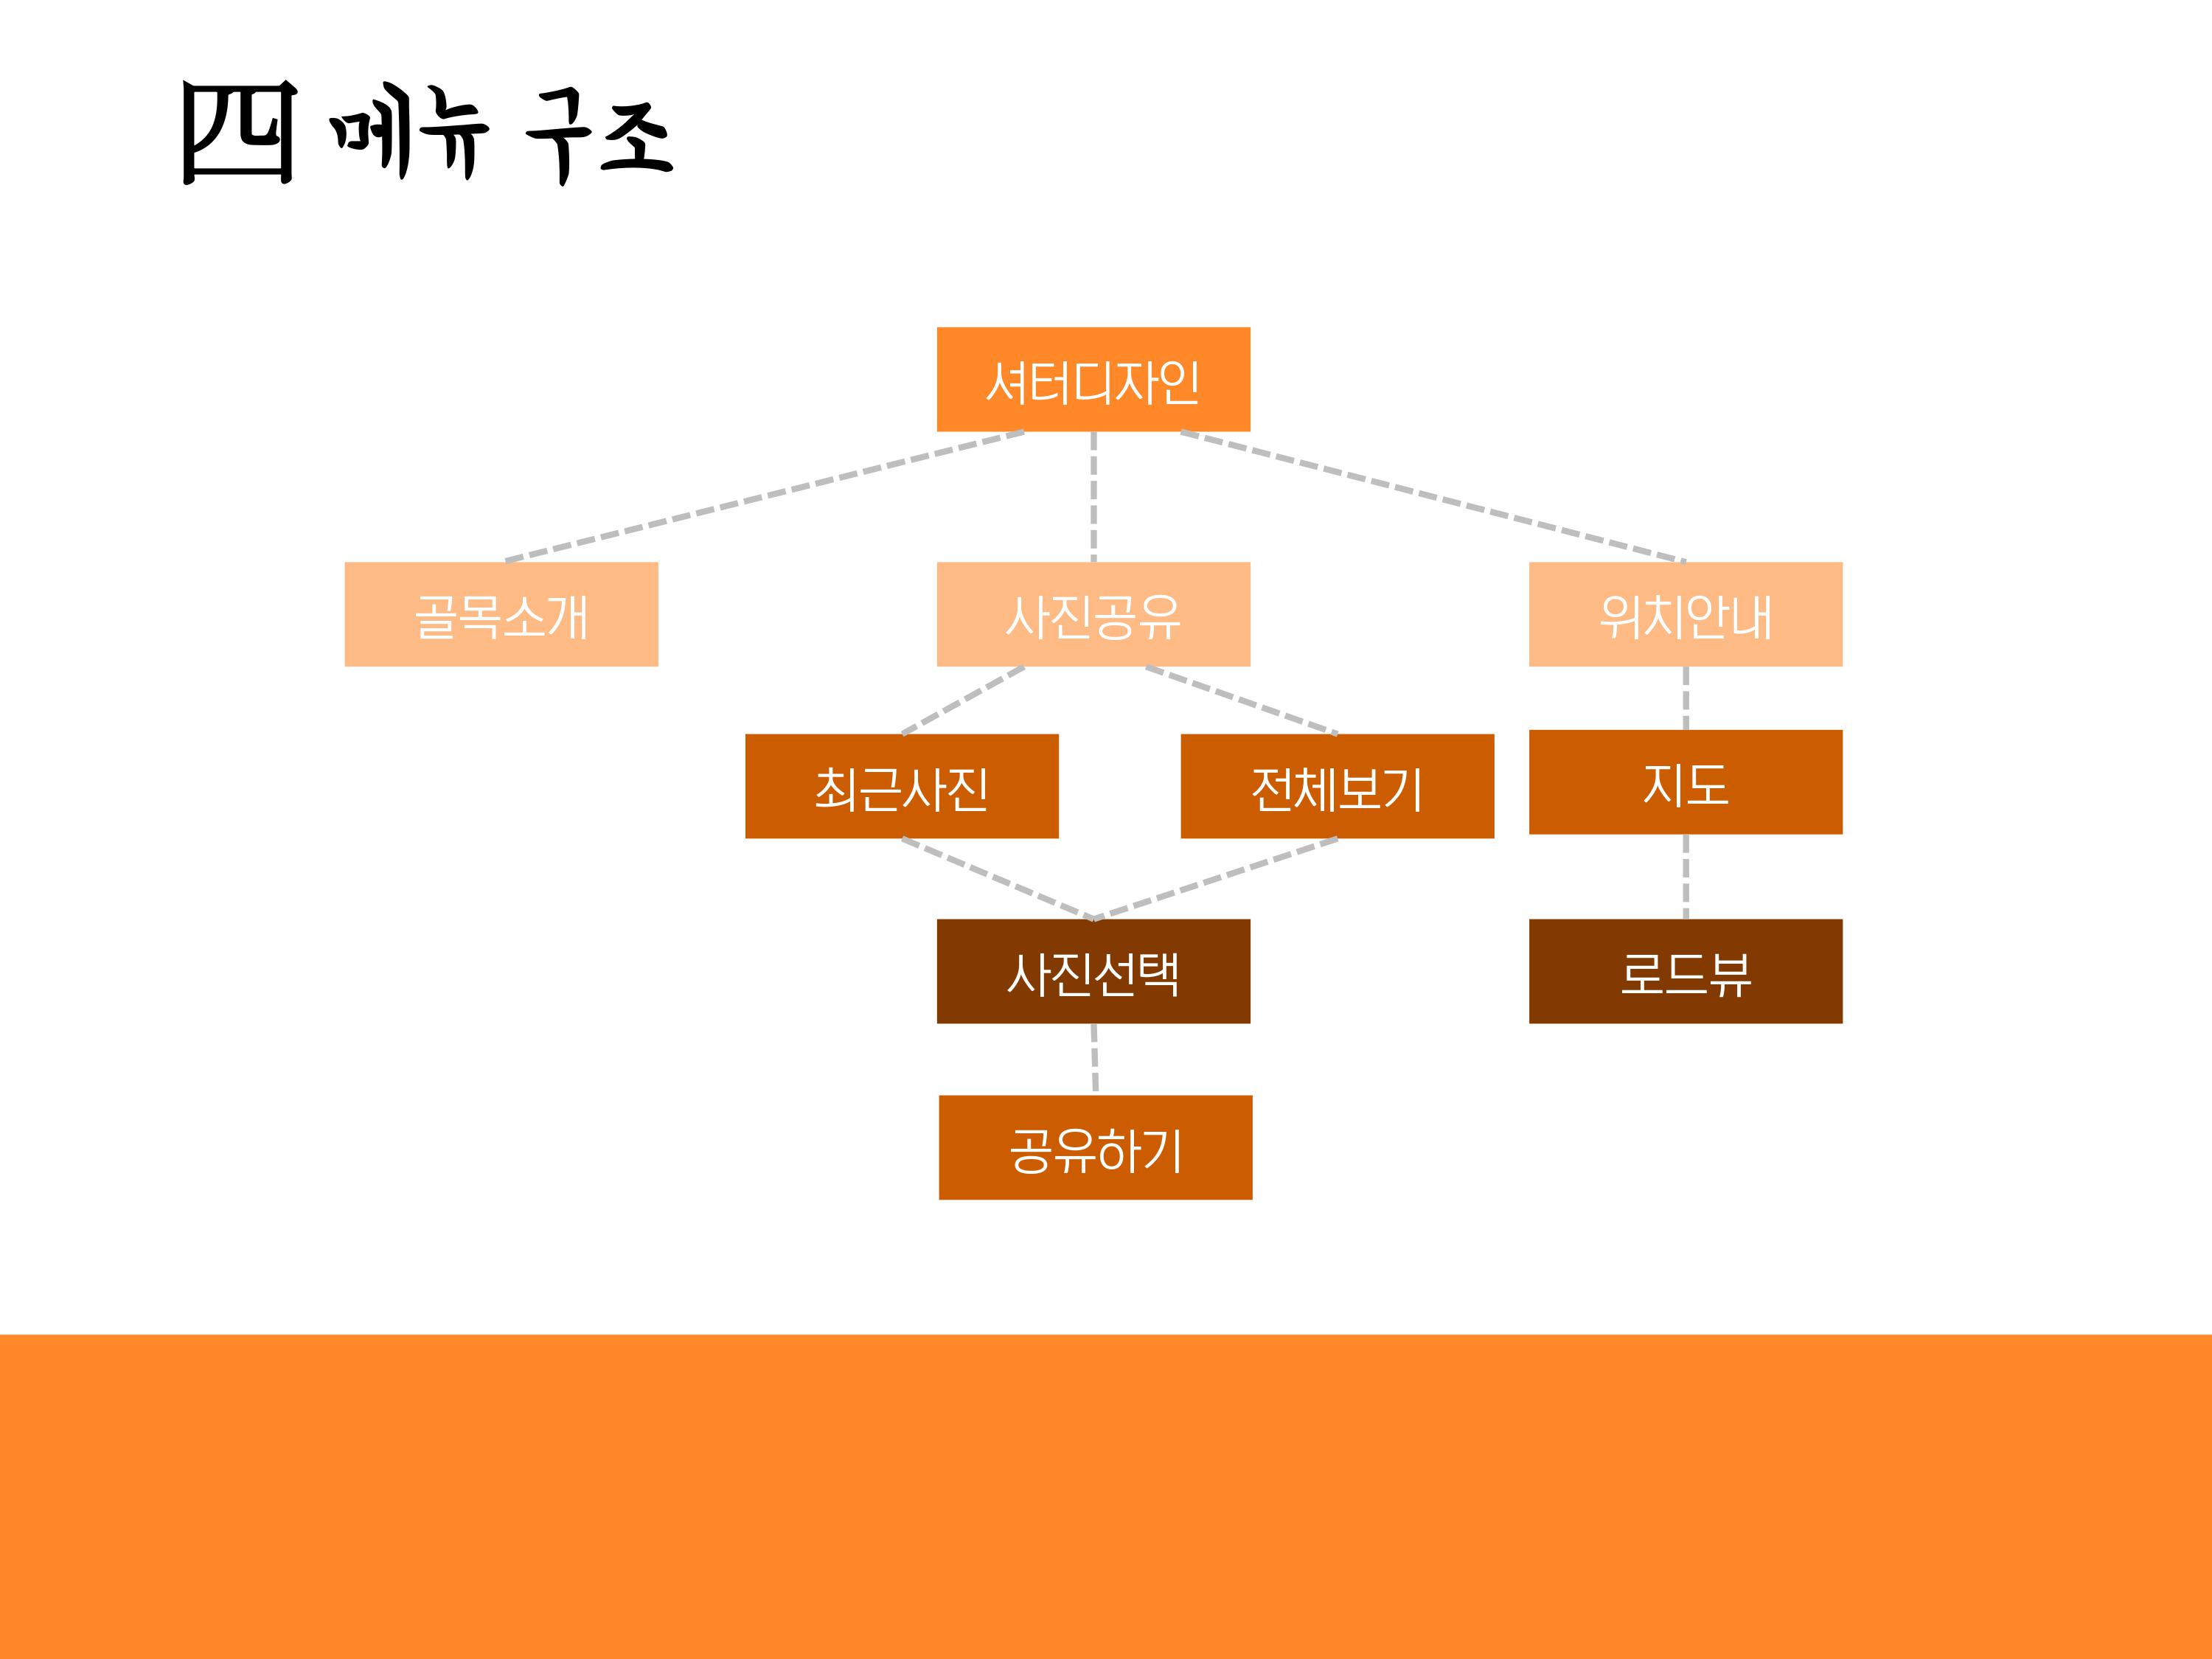 四 메뉴 구조
셔터디자인
골목소개
사진공유
위치안내
최근사진
전체보기
지도
사진선택
로드뷰
공유하기